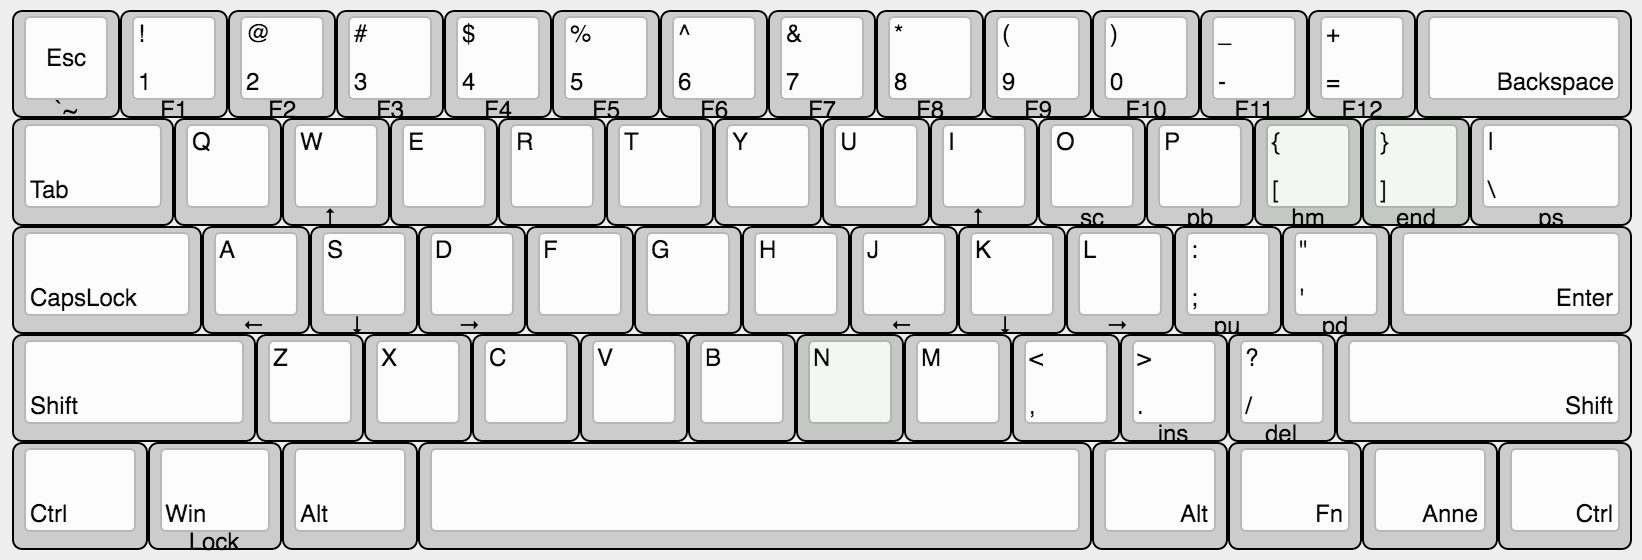 Esc ! @ # $ % ^ & * ( ) _ +
1 2 3 4 5 6 7 8 9 0 - = Backspace
`~ F1 F2 F3 F4 F5 F6 F7 F8 F9 F10 F11 F12
Q W E R T Y U I O P { } |
Tab [ ] \
↑ ↑ sc pb hm end ps
A S D F G H J K L : "
CapsLock ; ' Enter
← ↓ → ← ↓ → pu pd
Z X C V B N M < > ?
Shift , . / Shift
ins del
Ctrl Win Alt Alt Fn Anne Ctrl
Lock